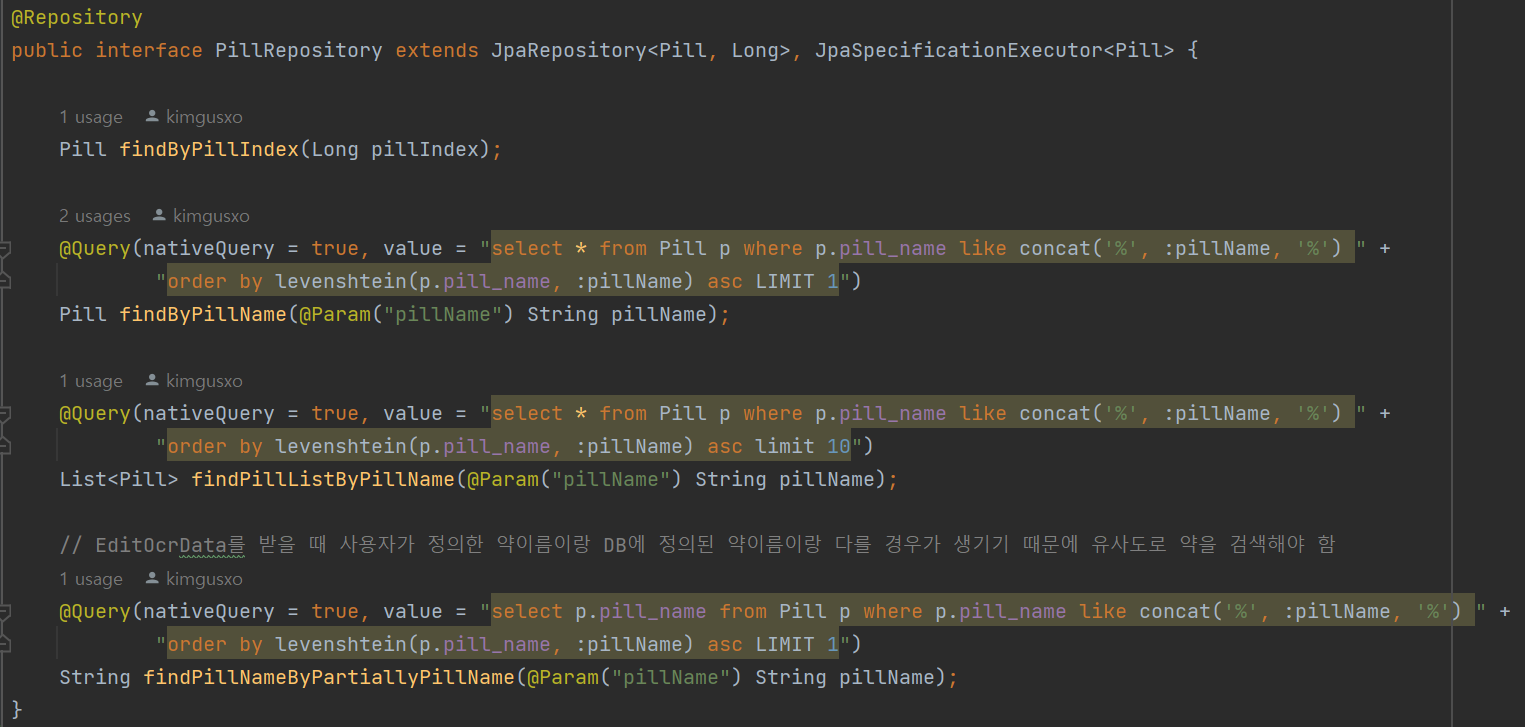 @Repository
public interface PillRepository extends JpaRepository<Pill, Long>, JpaSpecificationExecutor<Pill> {
1 usage kimgusxo
Pill findByPillIndex(Long pillIndex);
2 usages kimgusxo
@Query(nativeQuery = true, value = "select * from Pill p where p.pill_name like concat('%', :pillName, '%') " +
"order by levenshtein(p.pill_name, :pillName) asc LIMIT 1")
Pill findByPillName(@Param("pillName") String pillName);
1 usage kimgusxo
@Query(nativeQuery = true, value = "select * from Pill p where p.pill_name like concat('%', :pillName, '%') " +
"order by levenshtein(p.pill_name, :pillName) asc limit 10")
List<Pill> findPillListByPillName(@Param("pillName") String pillName);
// EditOcrData를 받을 때 사용자가 정의한 약이름이랑 DB에 정의된 약이름이랑 다를 경우가 생기기 때문에 유사도로 약을 검색해야 함
1 usage kimgusxo
@Query(nativeQuery = true, value = "select p.pill_name from Pill p where p.pill_name like concat('%', :pillName, '%') " +
"order by levenshtein(p.pill_name, :pillName) asc LIMIT 1")
String findPillNameByPartiallyPillName(@Param("pillName") String pillName);
}